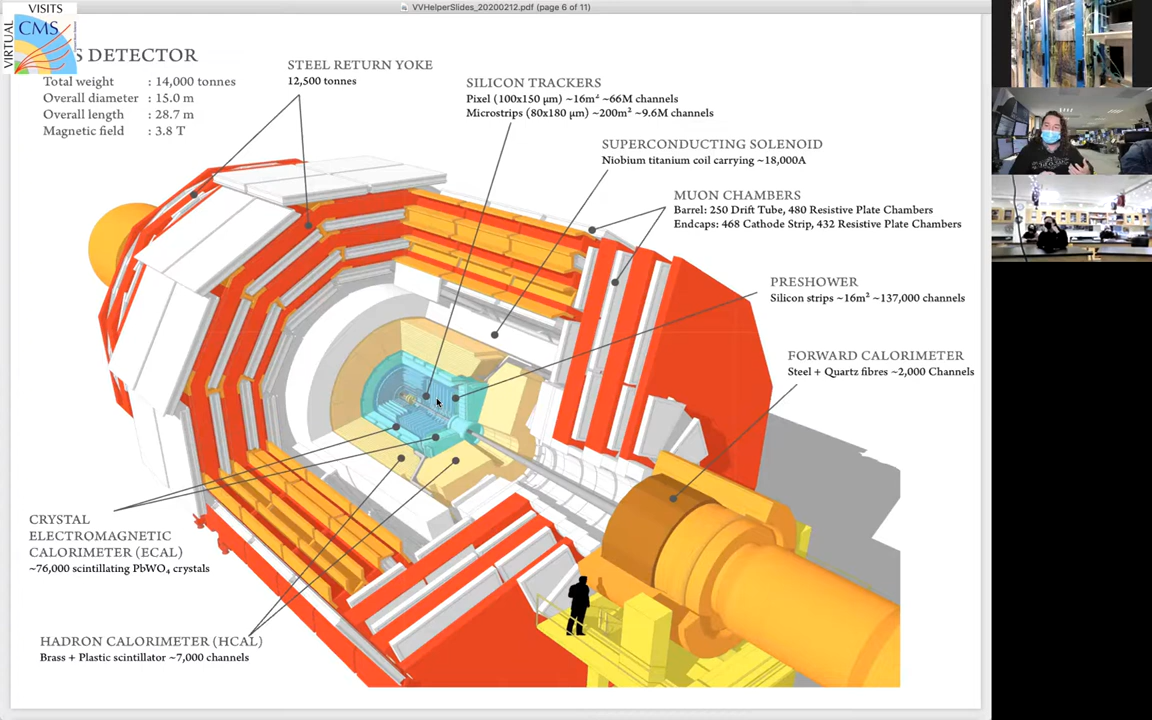 VVHelperSlides_20200212.pdf (page 6 of 11)
VIRTUAL
VISITS
CMS
S DETECTOR
Total weight : 14,000 tonnes
Overall diameter : 15.0 m
Overall length : 28.7 m
Magnetic field : 3.8 T
STEEL RETURN YOKE
12,500 tonnes
SILICON TRACKERS
Pixel (100x150 μm) ~16m² ~66M channels
Microstrips (80x180 μm) ~200m² ~9.6M channels
SUPERCONDUCTING SOLENOID
Niobium titanium coil carrying ~18,000A
MUON CHAMBERS
Barrel: 250 Drift Tube, 480 Resistive Plate Chambers
Endcaps: 468 Cathode Strip, 432 Resistive Plate Chambers
PRESHOWER
Silicon strips ~16m² ~137,000 channels
FORWARD CALORIMETER
Steel + Quartz fibres ~2,000 Channels
CRYSTAL
ELECTROMAGNETIC
CALORIMETER (ECAL)
~76,000 scintillating PbWO₄ crystals
HADRON CALORIMETER (HCAL)
Brass + Plastic scintillator ~7,000 channels